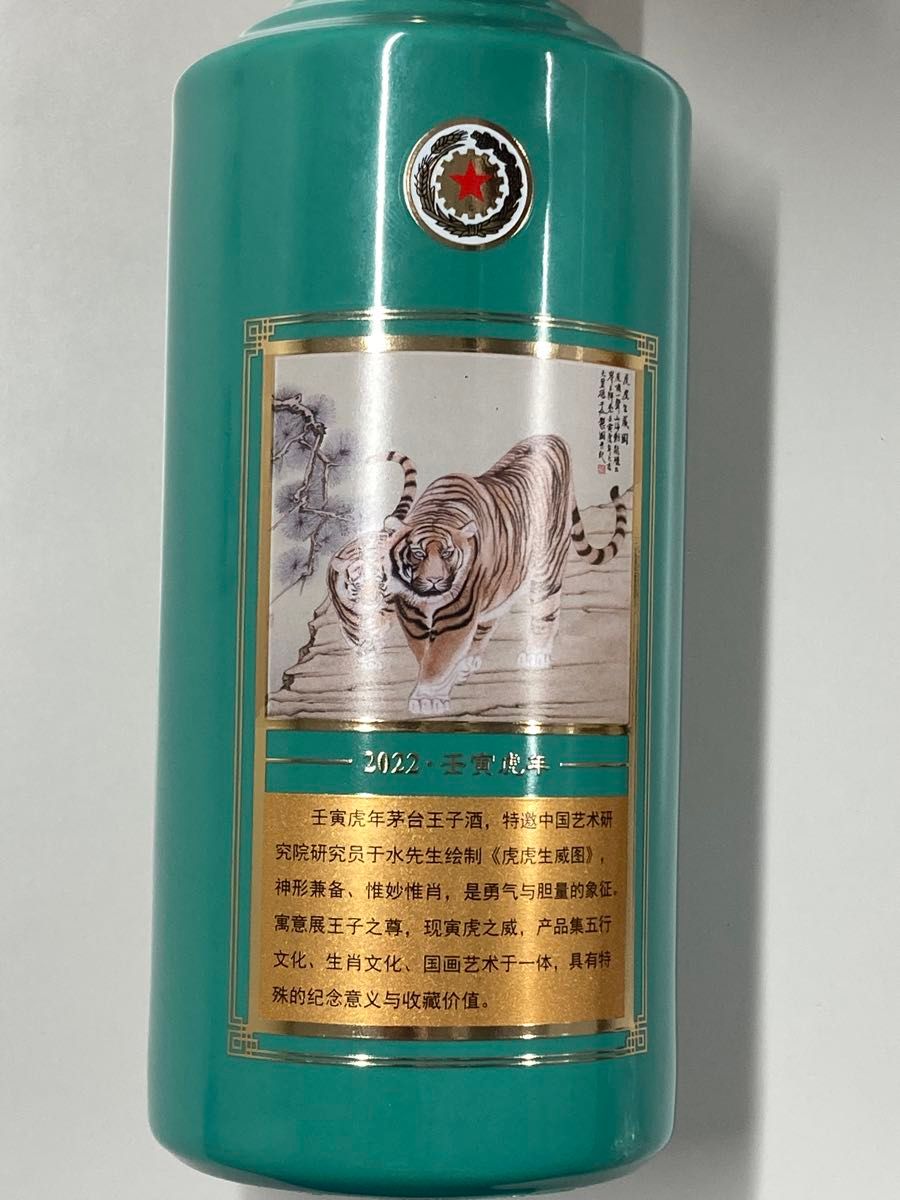 虎虎生威图
2022·壬寅虎年
壬寅虎年茅台王子酒，特邀中国艺术研
究院研究员于水先生绘制《虎虎生威图》，
神形兼备、惟妙惟肖，是勇气与胆量的象征。
寓意展王子之尊，现寅虎之威，产品集五行
文化、生肖文化、国画艺术于一体，具有特
殊的纪念意义与收藏价值。